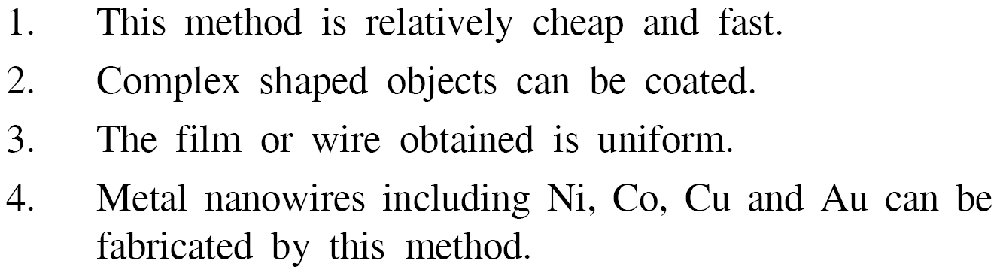 1. This method is relatively cheap and fast.
2. Complex shaped objects can be coated.
3. The film or wire obtained is uniform.
4. Metal nanowires including Ni, Co, Cu and Au can be
fabricated by this method.